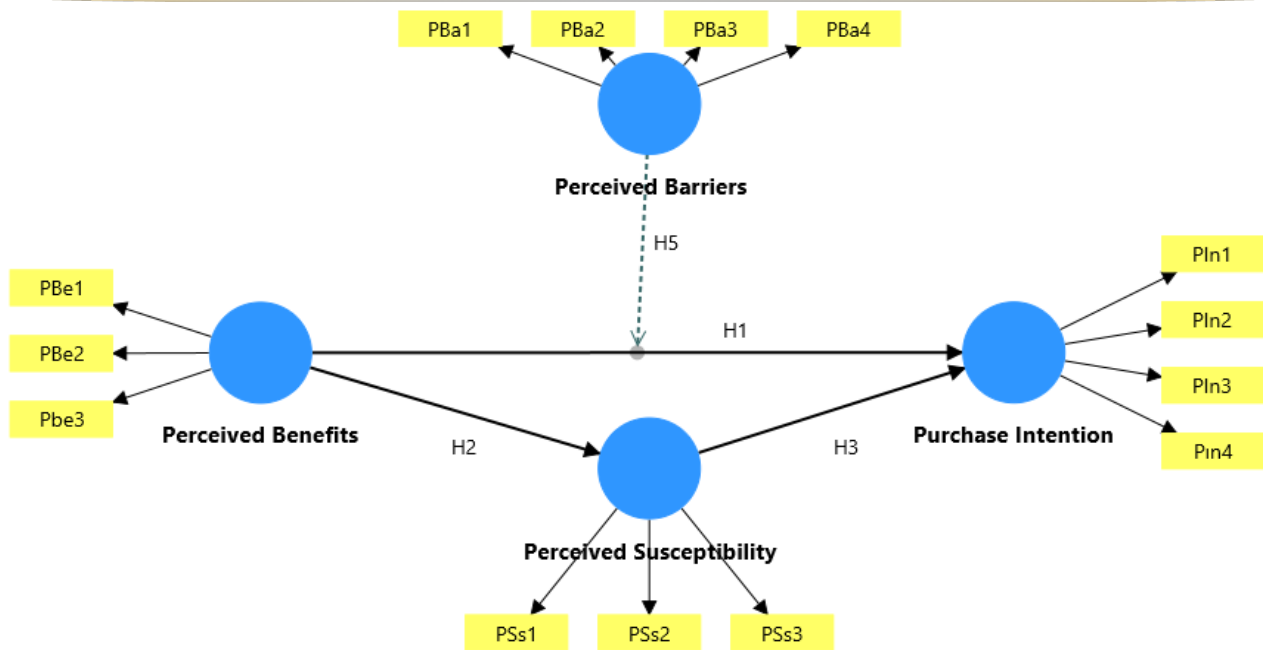 PBa1
PBa2
PBa3
PBa4
Perceived Barriers
H5
PBe1
PBe2
Pbe3
Perceived Benefits
H1
H2
H3
PIn1
PIn2
PIn3
Pın4
Purchase Intention
Perceived Susceptibility
PSs1
PSs2
PSs3